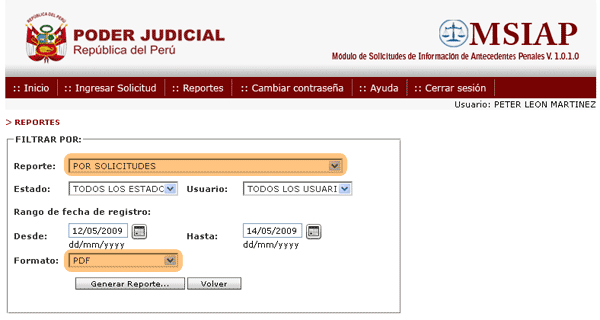 REPÚBLICA DEL PERÚ
PODER JUDICIAL
República del Perú
MSIAP
Módulo de Solicitudes de Información de Antecedentes Penales V. 1.0.1.0
:: Inicio :: Ingresar Solicitud :: Reportes :: Cambiar contraseña :: Ayuda :: Cerrar sesión
Usuario: PETER LEON MARTINEZ
> REPORTES
FILTRAR POR:
Reporte: POR SOLICITUDES
Estado: TODOS LOS ESTADO Usuario: TODOS LOS USUARI
Rango de fecha de registro:
Desde: 12/05/2009 Hasta: 14/05/2009
dd/mm/yyyy dd/mm/yyyy
Formato: PDF
Generar Reporte... Volver